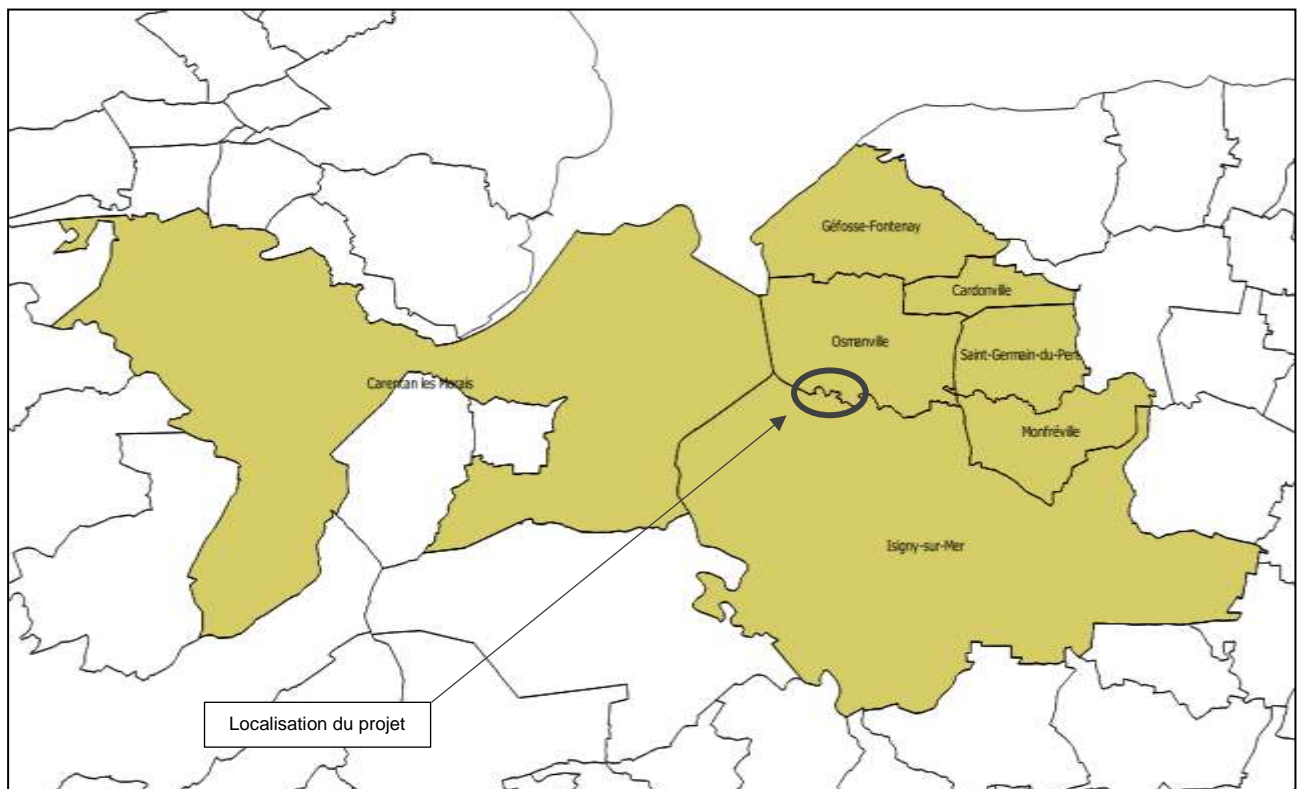 Géfosse-Fontenay
Cardonville
Osmanville
Saint-Germain-du-Pert
Carentan les Marais
Monfréville
Isigny-sur-Mer
Localisation du projet